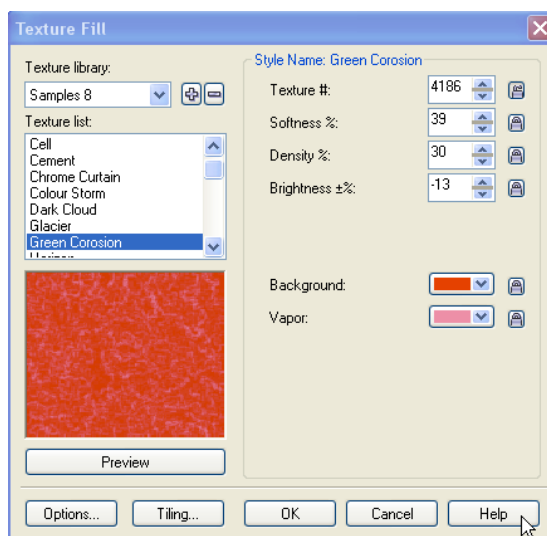 Texture Fill
Texture library:
Samples 8
Texture list:
Cell
Cement
Chrome Curtain
Colour Storm
Dark Cloud
Glacier
Green Corosion
Preview
Style Name: Green Corosion
Texture #: 4186
Softness %: 39
Density %: 30
Brightness ±%: -13
Background:
Vapor:
Options... Tiling... OK Cancel Help